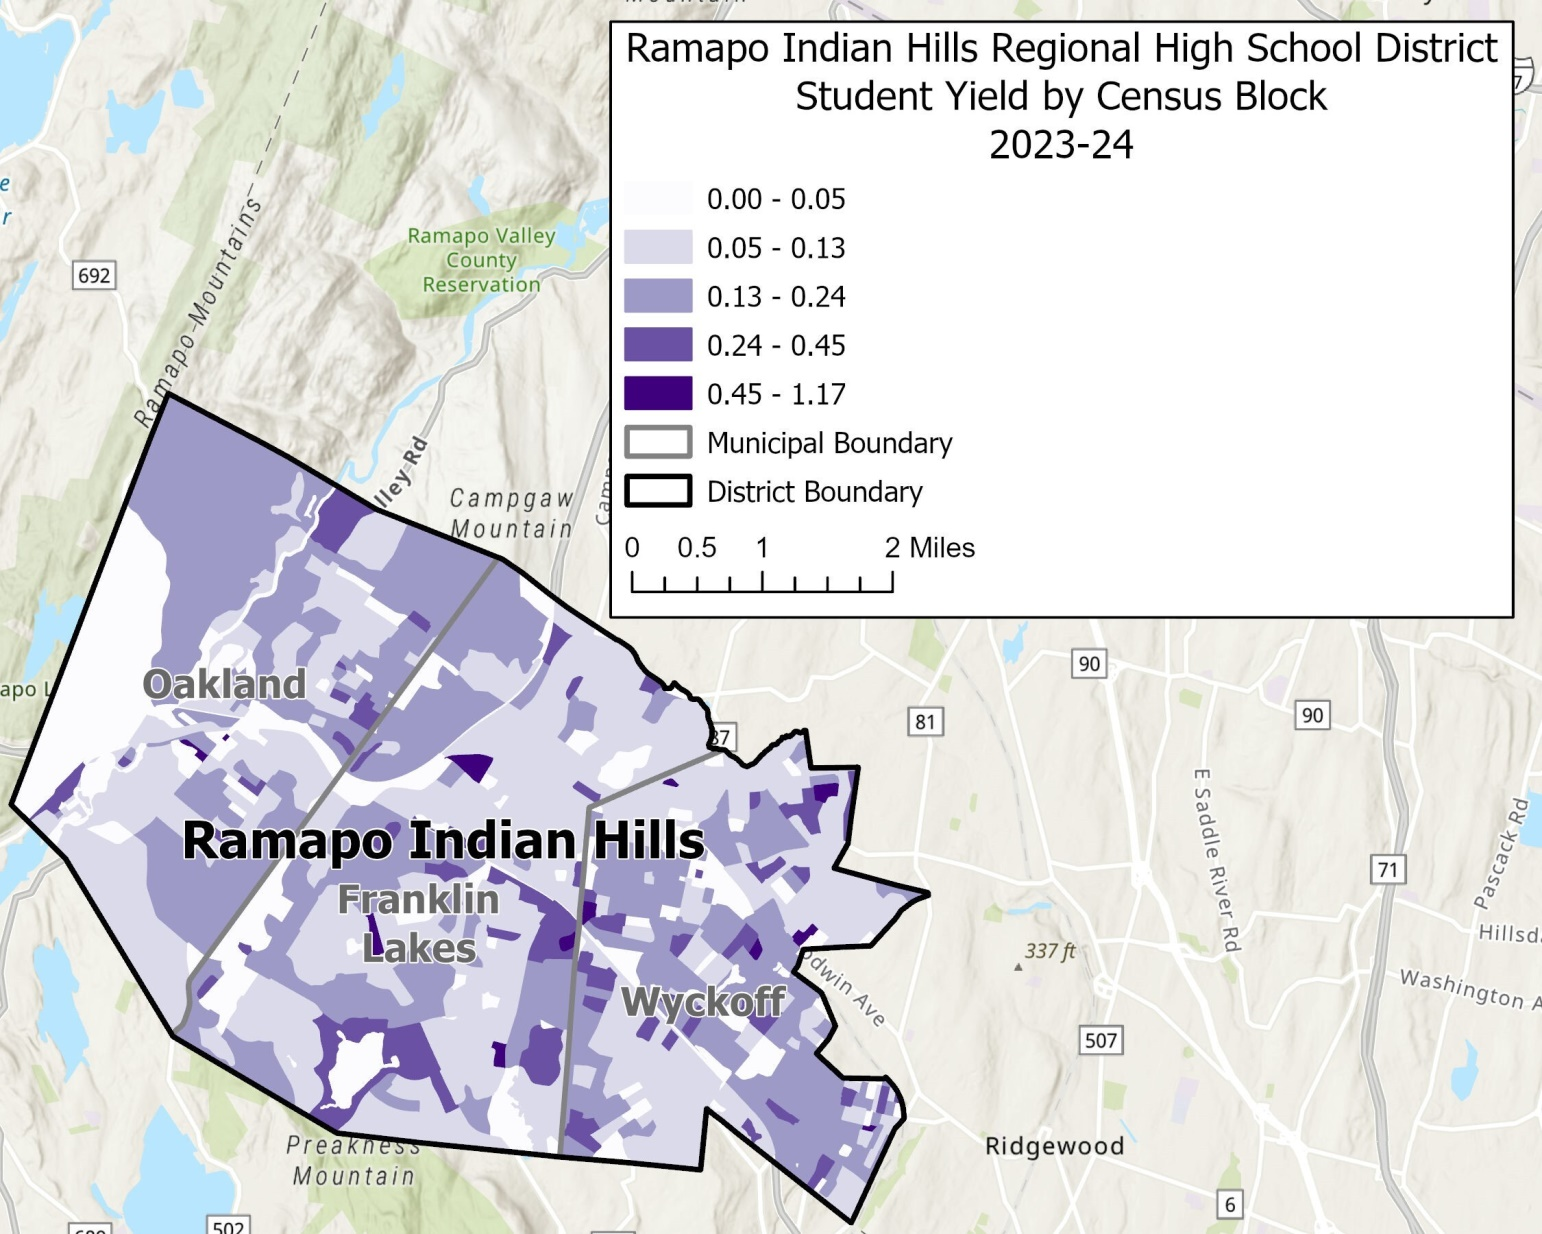 Ramapo Indian Hills Regional High School District
Student Yield by Census Block
2023-24
0.00 - 0.05
0.05 - 0.13
0.13 - 0.24
0.24 - 0.45
0.45 - 1.17
Municipal Boundary
District Boundary
0 0.5 1 2 Miles
Ramapo Valley
County
Reservation
692
Ramapo Mountains
lley Rd
Campgaw
Mountain
Oakland
Ramapo Indian Hills
Franklin
Lakes
Wyckoff
Preakness
Mountain
502
81
90
90
71
E Saddle River Rd
Pascack Rd
Hillsd
Washington A
337 ft
dwin Ave
507
Ridgewood
6